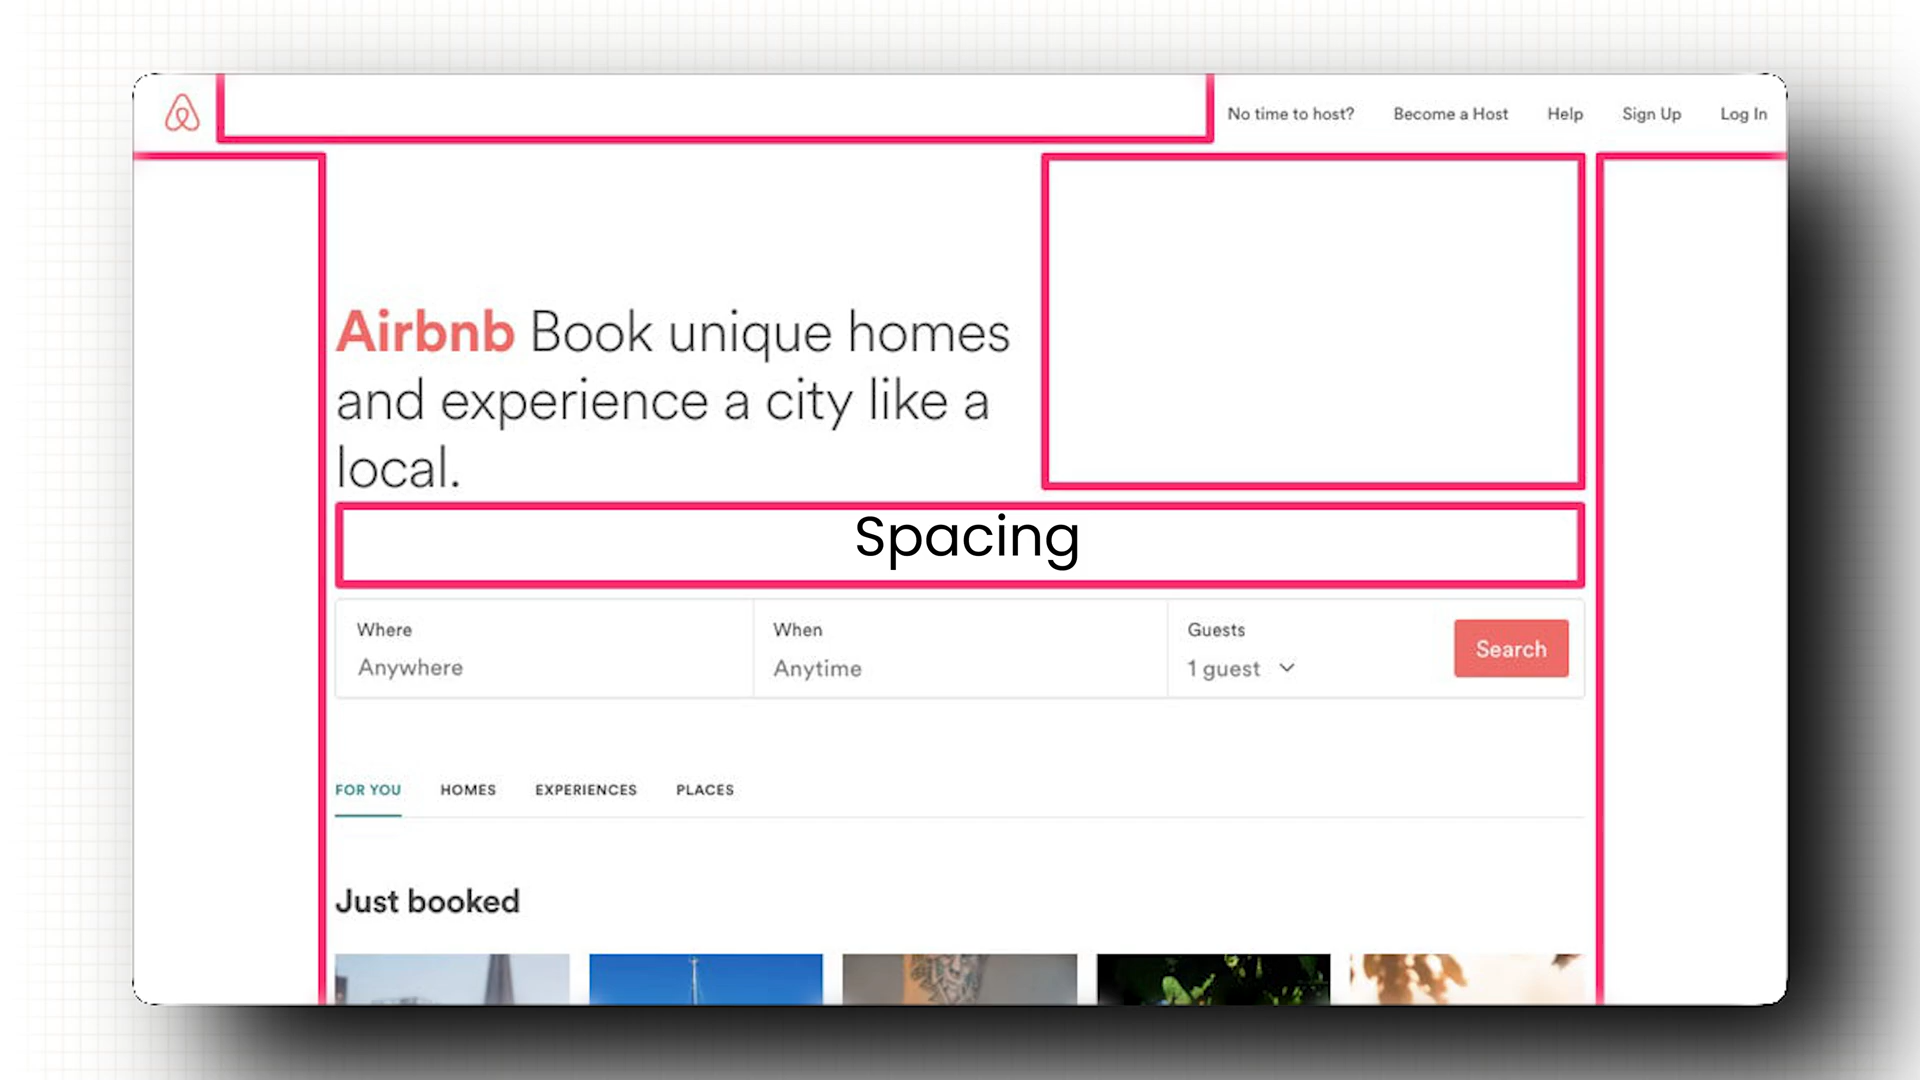 No time to host? Become a Host Help Sign Up Log In
Airbnb Book unique homes
and experience a city like a
local.
Spacing
Where When Guests
Anywhere Anytime 1 guest
Search
FOR YOU HOMES EXPERIENCES PLACES
Just booked